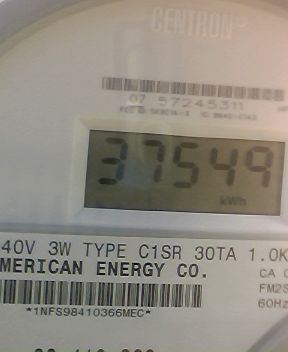 CENTRON®
07 57245311
37549
kWh
40V 3W TYPE C1SR 30TA 1.0K
MERICAN ENERGY CO.
CA 0
FM2S
60Hz
*1NFS98410366MEC*